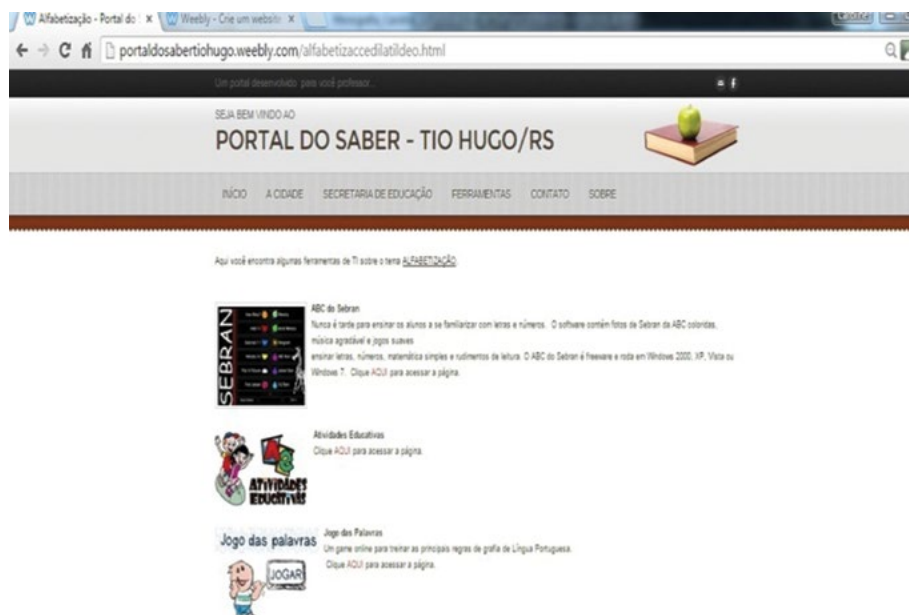 Alfabetização - Portal do S
Weebly - Crie um website
portaldosabertiohugo.weebly.com/alfabetizaccedilatildeo.html
Um portal desenvolvido para você professor...
SEJA BEM VINDO AO
PORTAL DO SABER - TIO HUGO/RS
INÍCIO A CIDADE SECRETARIA DE EDUCAÇÃO FERRAMENTAS CONTATO SOBRE
Aqui você encontra algumas ferramentas de TI sobre o tema ALFABETIZAÇÃO.
SEBRAN
ABC do Sebran
Nunca é tarde para ensinar os alunos a se familiarizar com letras e números. O software contém fotos de Sebran da ABC coloridas,
música agradável e jogos suaves
ensinar letras, números, matemática simples e rudimentos de leitura. O ABC do Sebran é freeware e roda em Windows 2000, XP, Vista ou
Windows 7. Clique AQUI para acessar a página.
ATIVIDADES
EDUCATIVAS
Atividades Educativas
Clique AQUI para acessar a página.
Jogo das palavras
JOGAR
Jogo das Palavras
Um game online para treinar as principais regras de grafia de Língua Portuguesa.
Clique AQUI para acessar a página.